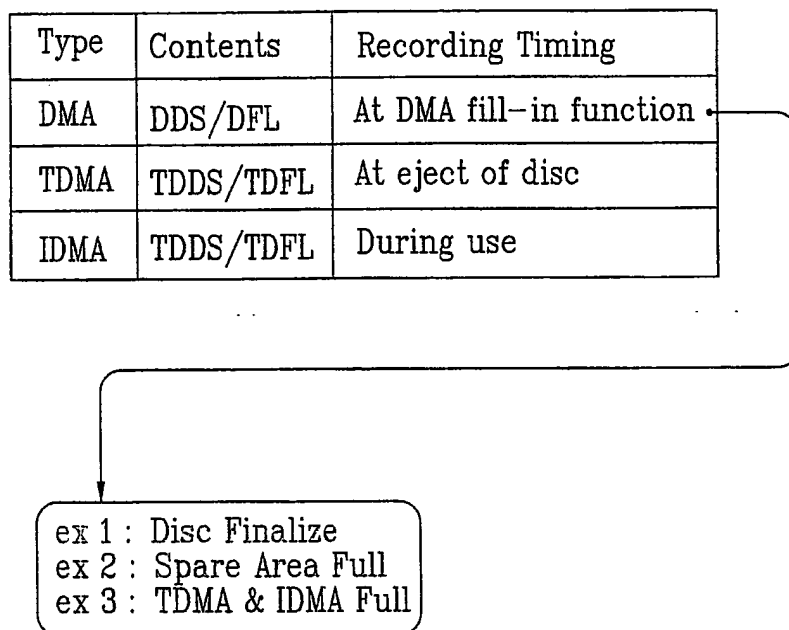 Type Contents Recording Timing
DMA DDS/DFL At DMA fill-in function
TDMA TDDS/TDFL At eject of disc
IDMA TDDS/TDFL During use
ex 1 : Disc Finalize
ex 2 : Spare Area Full
ex 3 : TDMA & IDMA Full